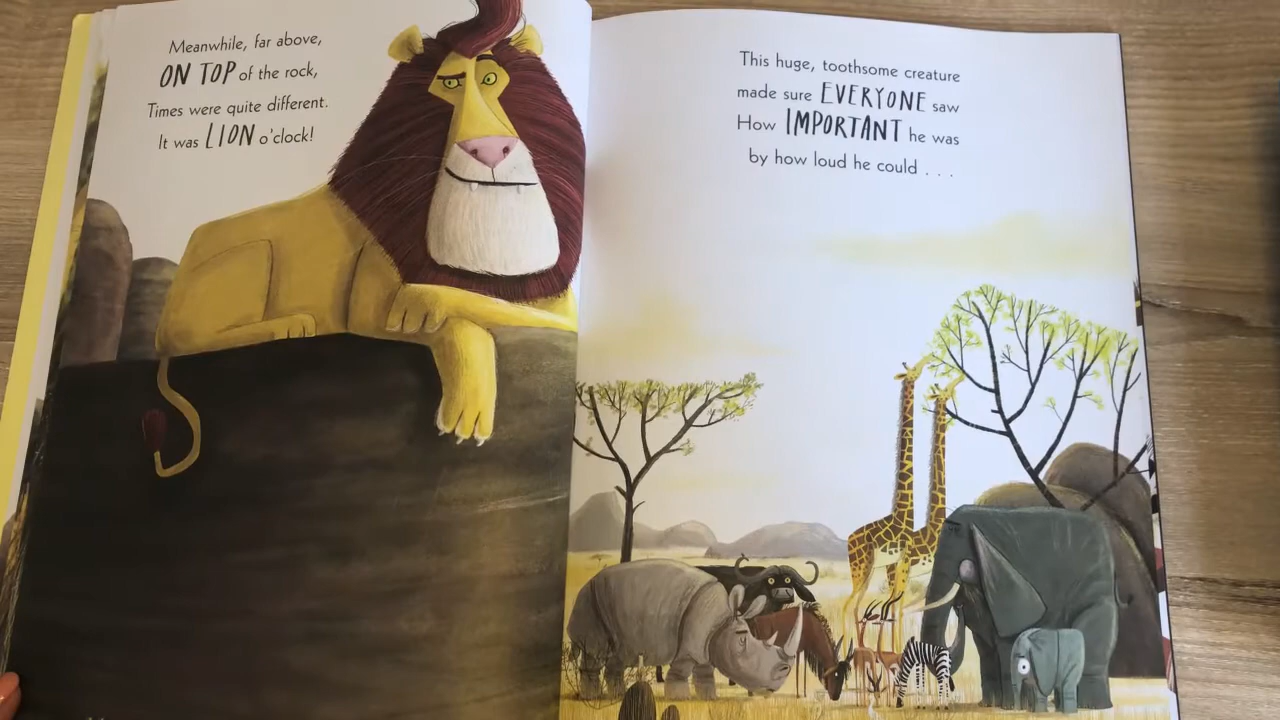 Meanwhile, far above,
ON TOP of the rock,
Times were quite different.
It was LION o'clock!
This huge, toothsome creature
made sure EVERYONE saw
How IMPORTANT he was
by how loud he could . . .